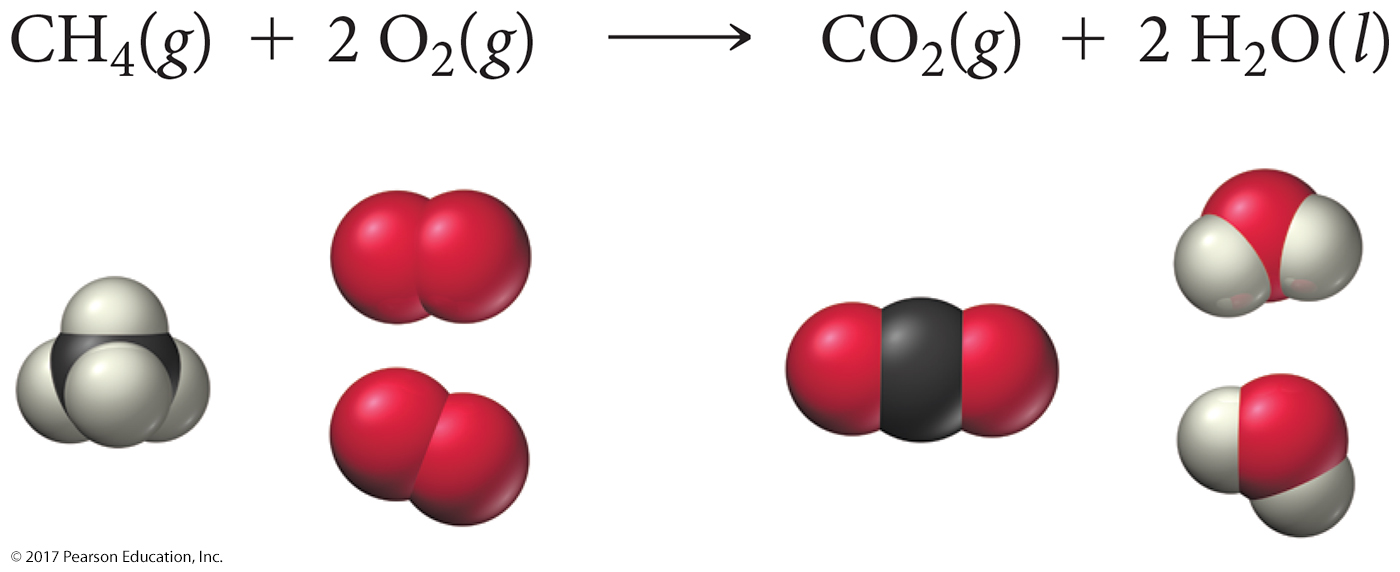 CH₄(g) + 2 O₂(g) ⟶ CO₂(g) + 2 H₂O(l)
© 2017 Pearson Education, Inc.